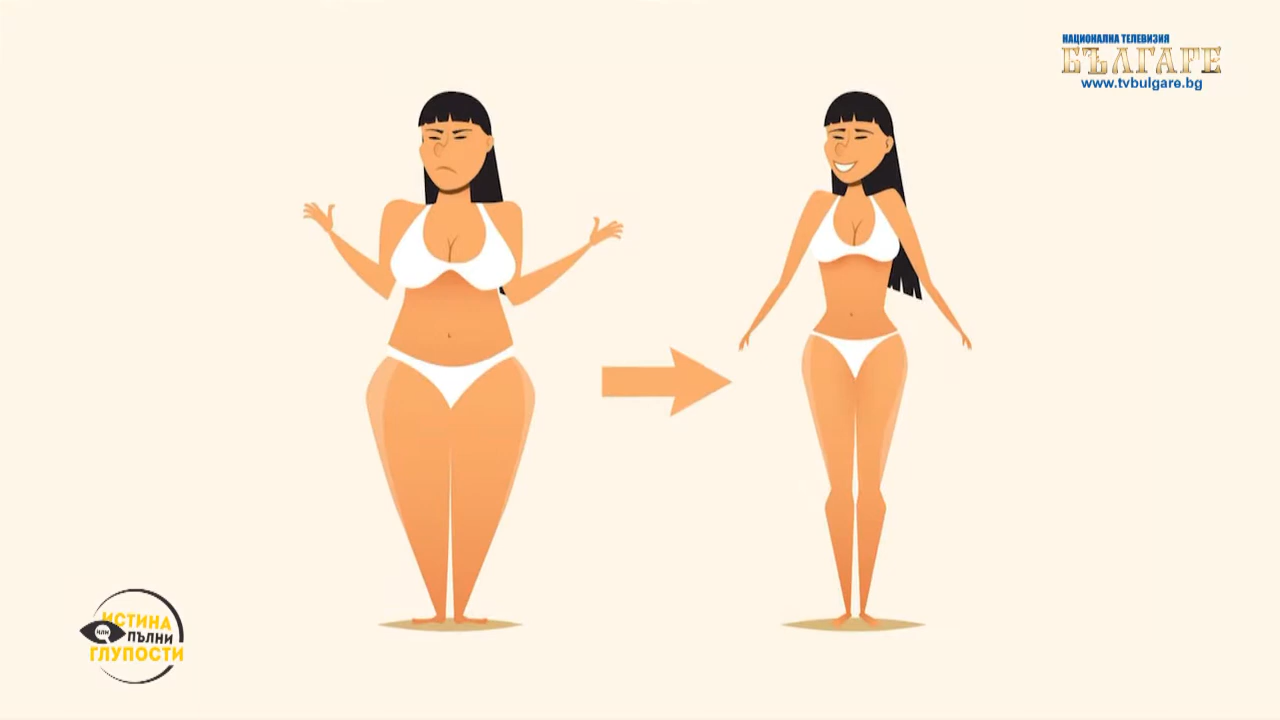 НАЦИОНАЛНА ТЕЛЕВИЗИЯ
БЪЛГАРЕ
www.tvbulgare.bg
ИСТИНА
ИЛИ
ПЪЛНИ
ГЛУПОСТИ